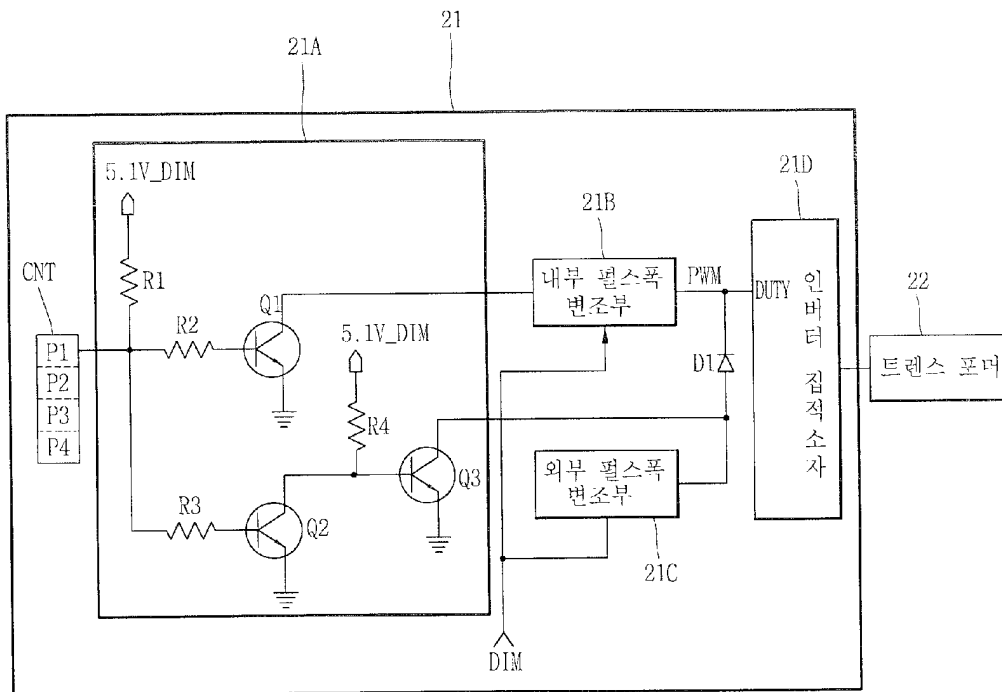 21
21A
5.1V_DIM
CNT
R1
R2
Q1
P1
P2
P3
P4
5.1V_DIM
R4
R3
Q2
Q3
21B
내부 펄스폭
변조부
PWM
D1
외부 펄스폭
변조부
21C
DIM
21D
DUTY
인버터 집적소자
22
트렌스 포머